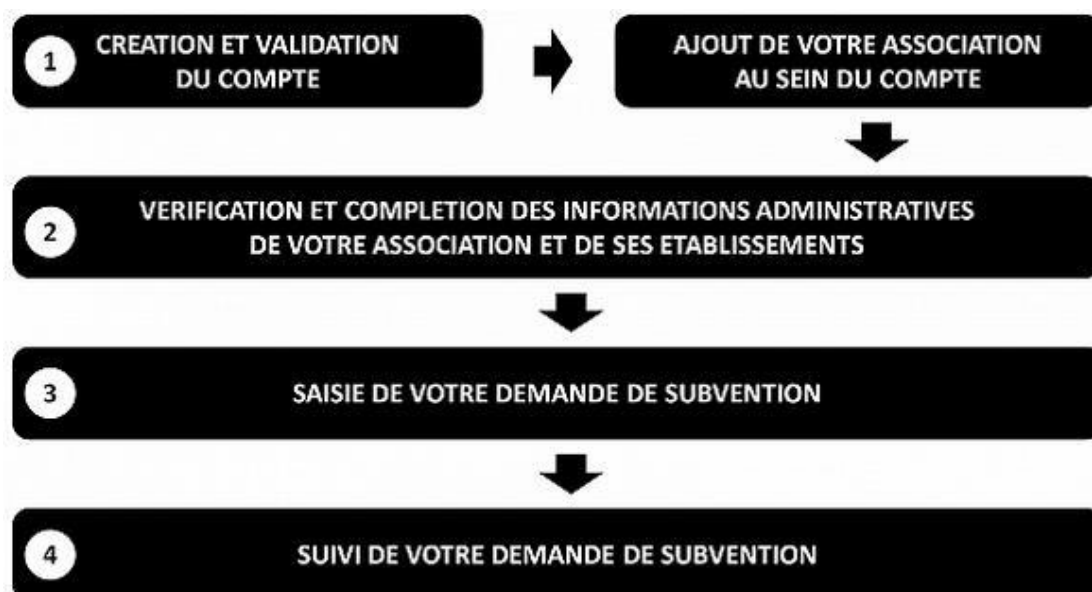 1
CREATION ET VALIDATION
DU COMPTE
AJOUT DE VOTRE ASSOCIATION
AU SEIN DU COMPTE
2
VERIFICATION ET COMPLETION DES INFORMATIONS ADMINISTRATIVES
DE VOTRE ASSOCIATION ET DE SES ETABLISSEMENTS
3
SAISIE DE VOTRE DEMANDE DE SUBVENTION
4
SUIVI DE VOTRE DEMANDE DE SUBVENTION